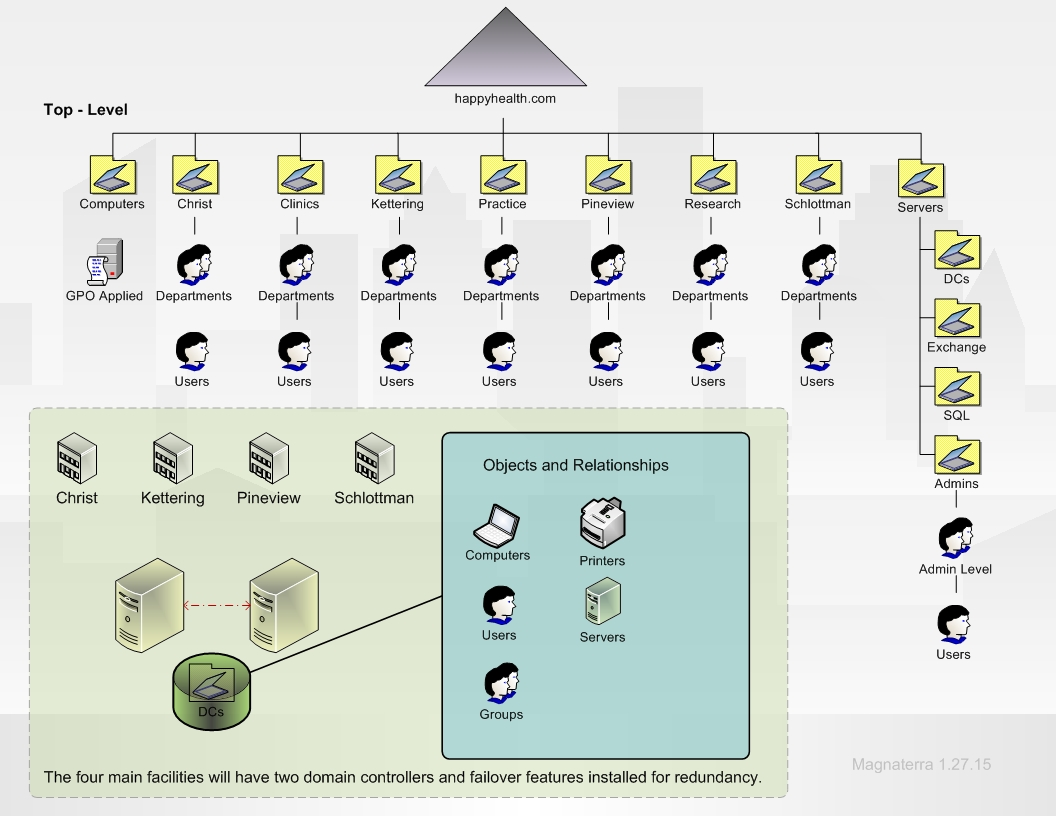 happyhealth.com
Top - Level
Computers
Christ
Clinics
Kettering
Practice
Pineview
Research
Schlottman
Servers
GPO Applied
Departments
Departments
Departments
Departments
Departments
Departments
Departments
Users
Users
Users
Users
Users
Users
Users
DCs
Exchange
SQL
Admins
Admin Level
Users
Christ
Kettering
Pineview
Schlottman
DCs
Objects and Relationships
Computers
Printers
Users
Servers
Groups
The four main facilities will have two domain controllers and failover features installed for redundancy.
Magnaterra 1.27.15